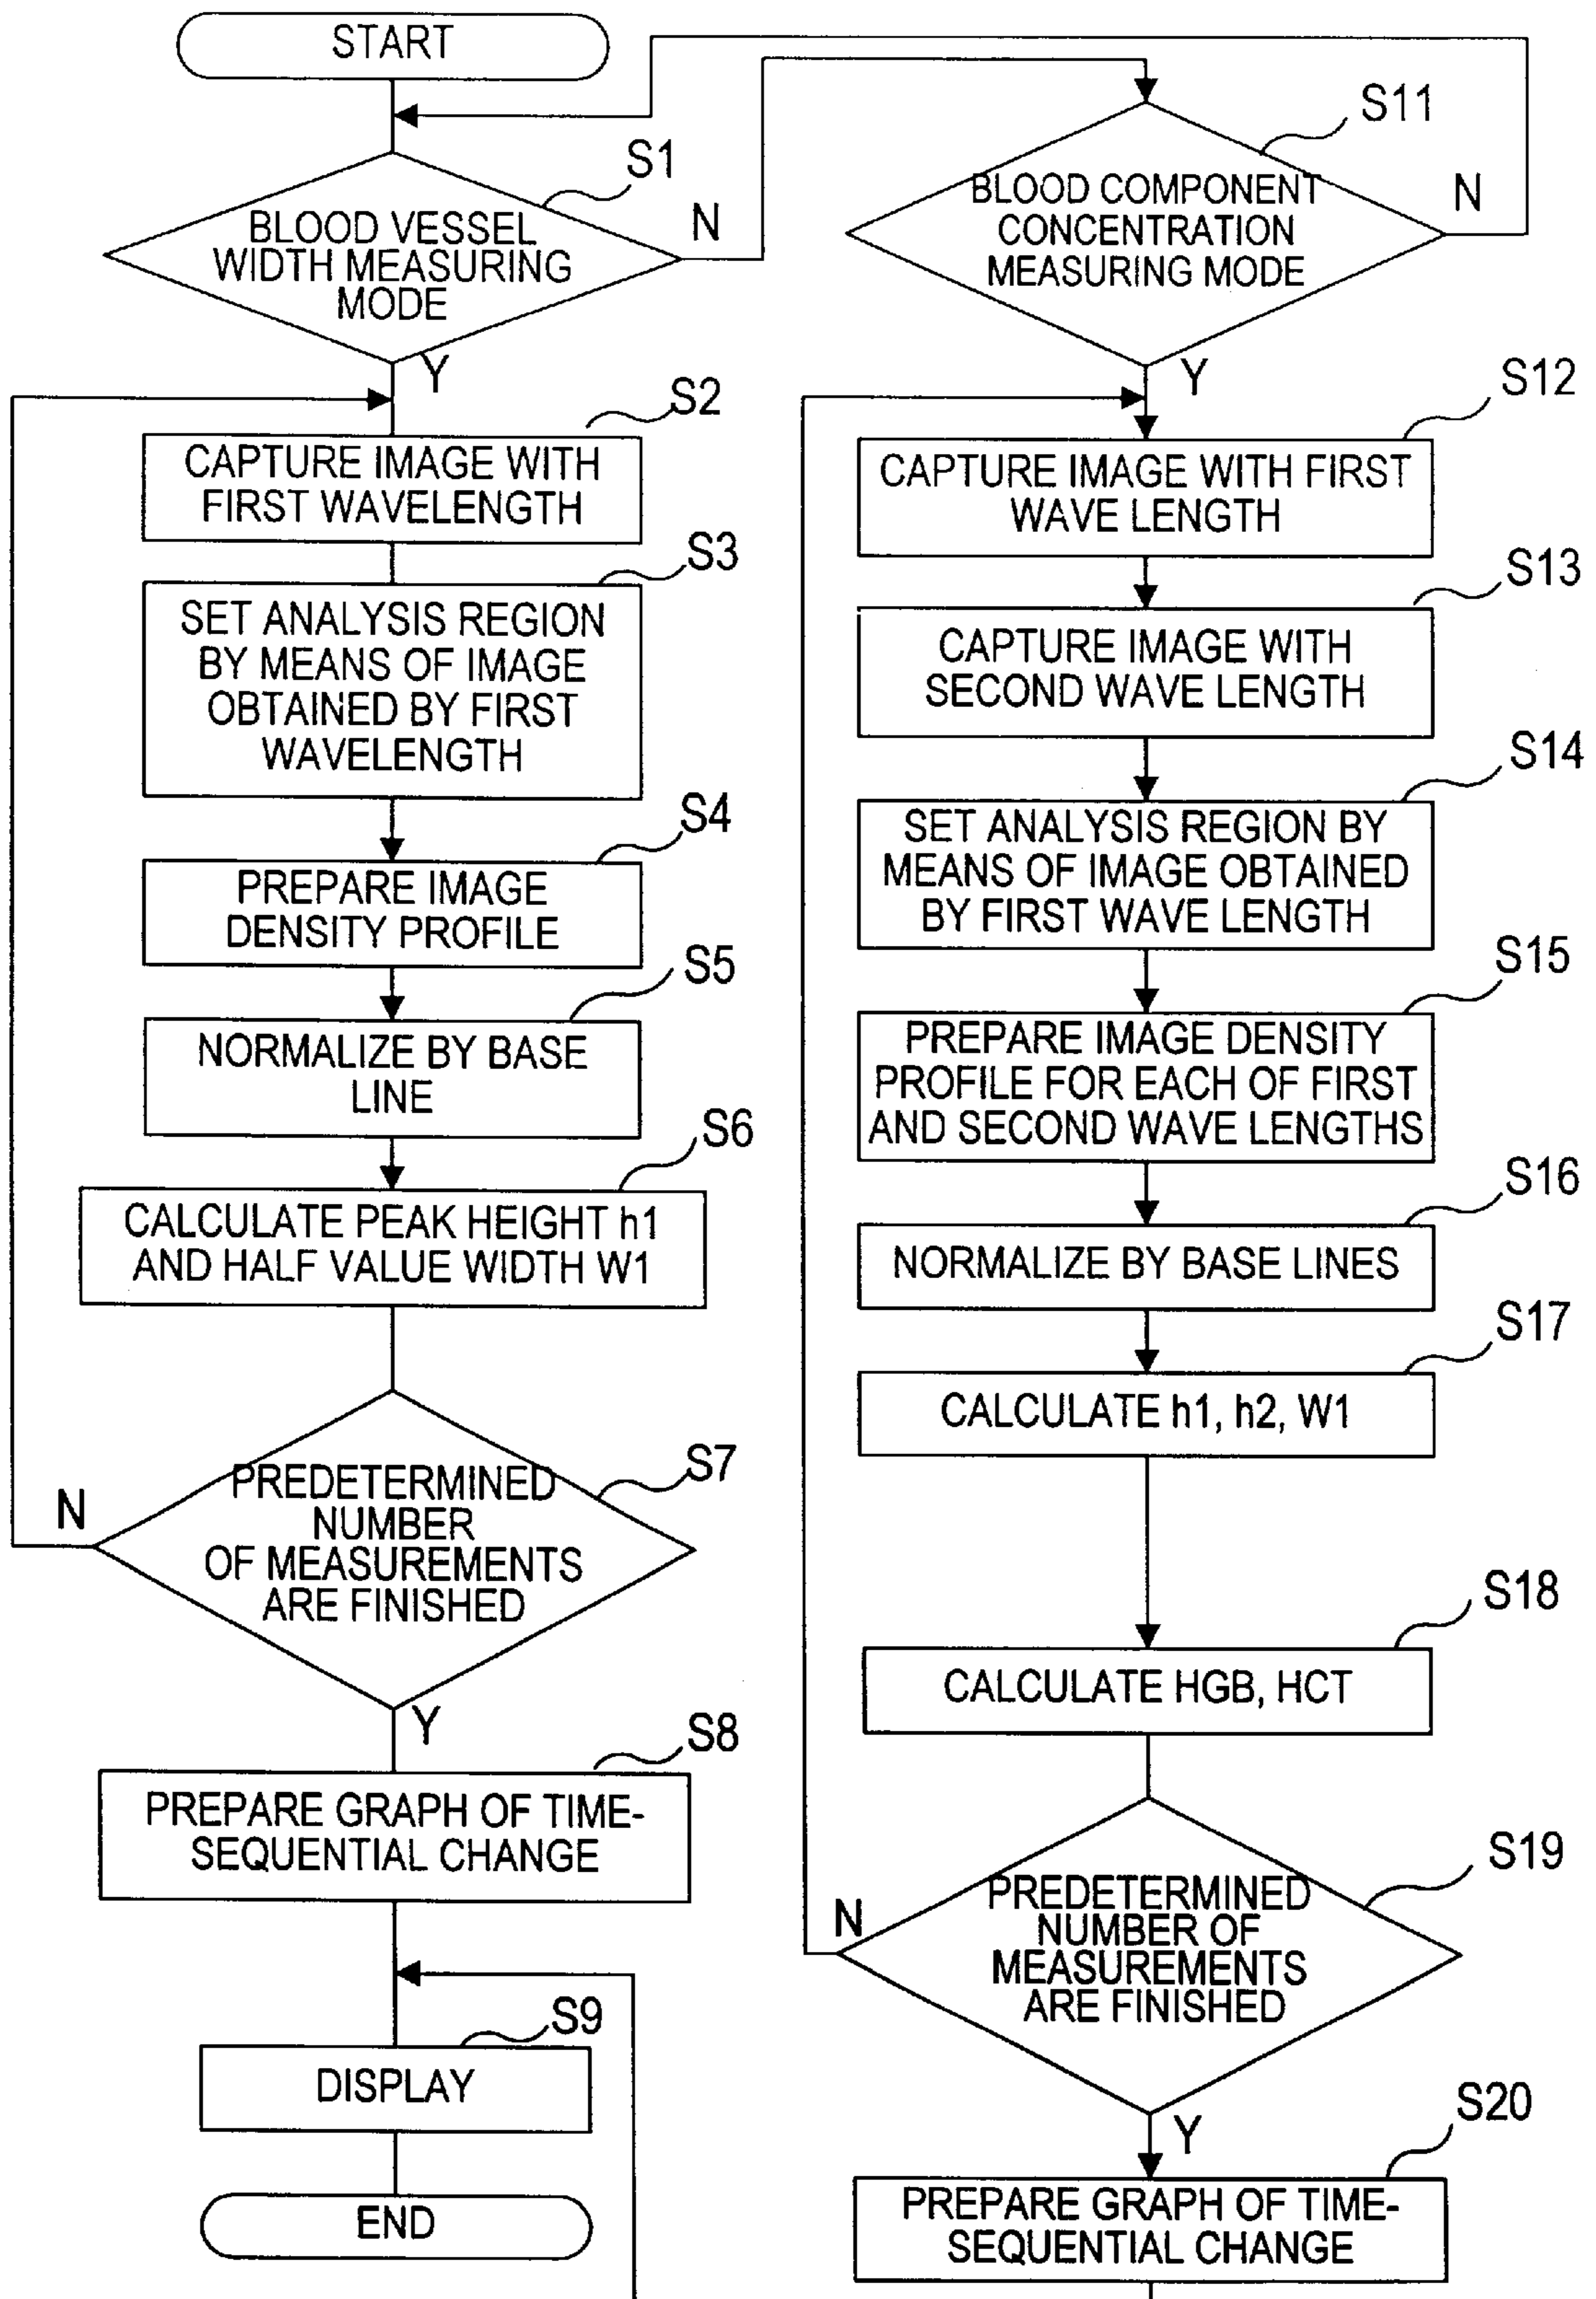 START
S1
BLOOD VESSEL
WIDTH MEASURING
MODE
N
Y
S2
CAPTURE IMAGE WITH
FIRST WAVELENGTH
S3
SET ANALYSIS REGION
BY MEANS OF IMAGE
OBTAINED BY FIRST
WAVELENGTH
S4
PREPARE IMAGE
DENSITY PROFILE
S5
NORMALIZE BY BASE
LINE
S6
CALCULATE PEAK HEIGHT h1
AND HALF VALUE WIDTH W1
S7
PREDETERMINED
NUMBER
OF MEASUREMENTS
ARE FINISHED
N
Y
S8
PREPARE GRAPH OF TIME-
SEQUENTIAL CHANGE
S9
DISPLAY
END
S11
BLOOD COMPONENT
CONCENTRATION
MEASURING MODE
N
Y
S12
CAPTURE IMAGE WITH FIRST
WAVE LENGTH
S13
CAPTURE IMAGE WITH
SECOND WAVE LENGTH
S14
SET ANALYSIS REGION BY
MEANS OF IMAGE OBTAINED
BY FIRST WAVE LENGTH
S15
PREPARE IMAGE DENSITY
PROFILE FOR EACH OF FIRST
AND SECOND WAVE LENGTHS
S16
NORMALIZE BY BASE LINES
S17
CALCULATE h1, h2, W1
S18
CALCULATE HGB, HCT
S19
PREDETERMINED
NUMBER OF
MEASUREMENTS
ARE FINISHED
N
Y
S20
PREPARE GRAPH OF TIME-
SEQUENTIAL CHANGE